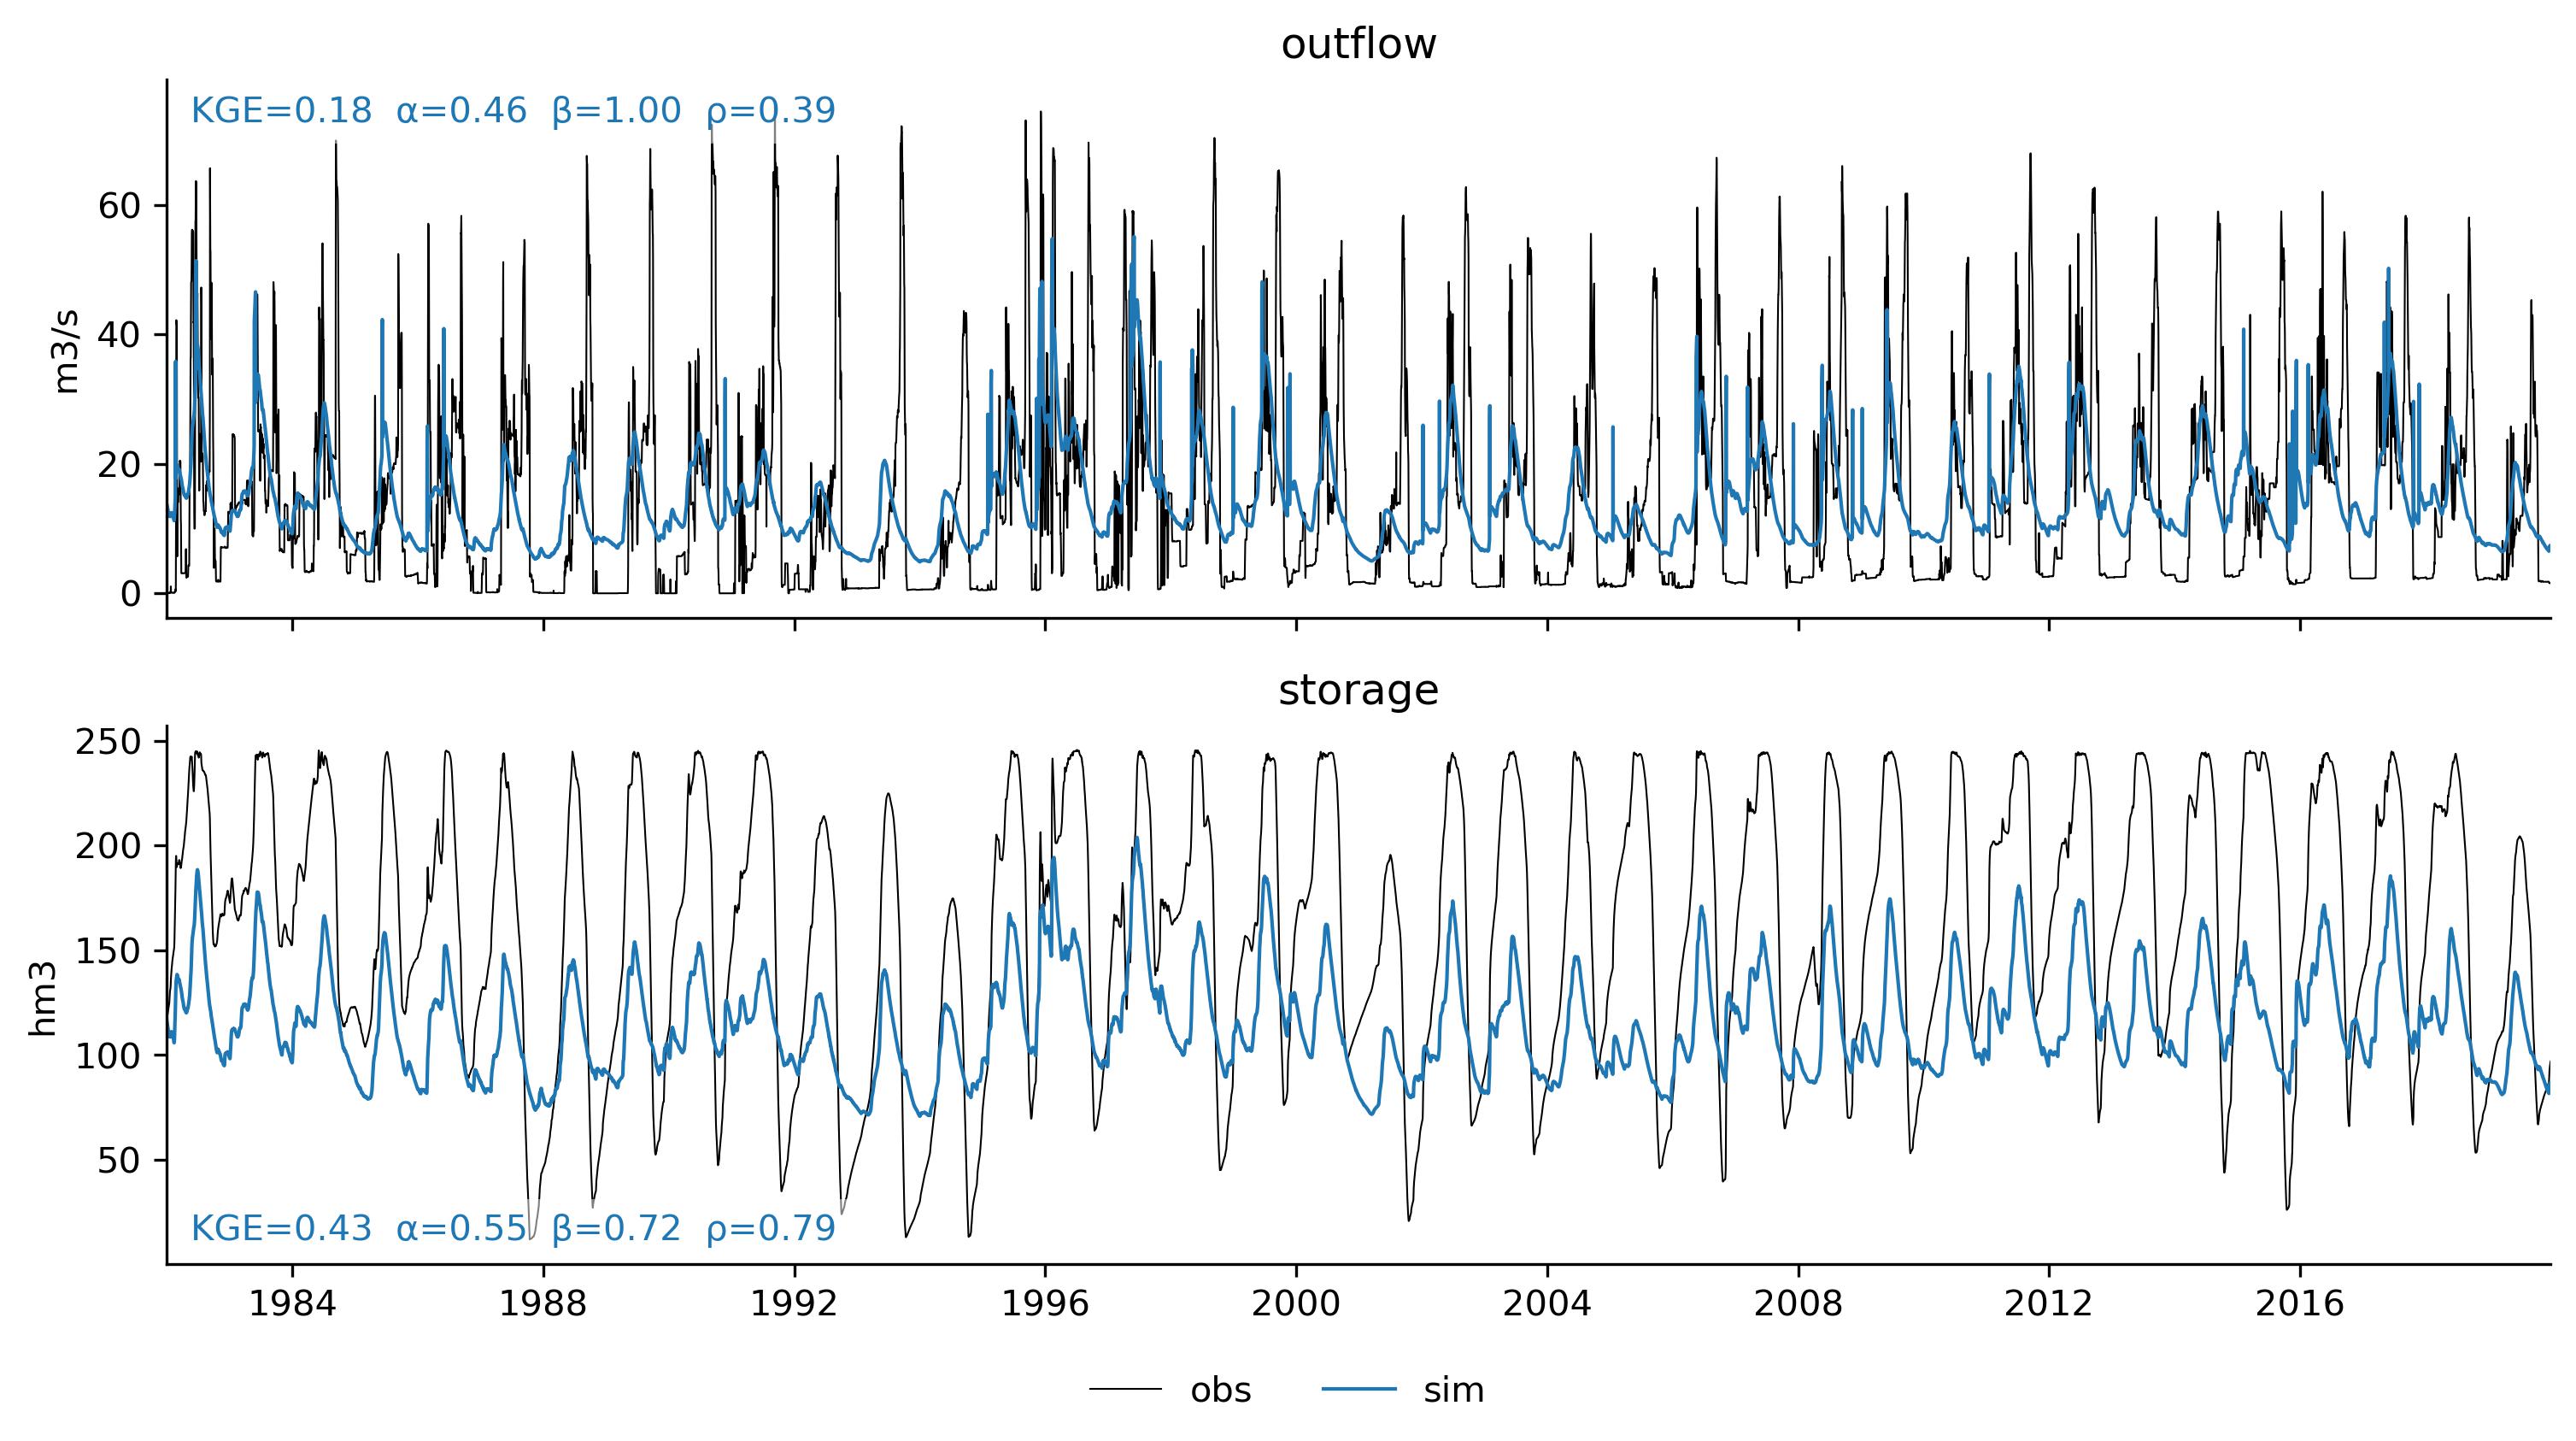 outflow
KGE=0.18 α=0.46 β=1.00 ρ=0.39
60
40
20
0
m3/s
storage
250
200
150
100
50
hm3
KGE=0.43 α=0.55 β=0.72 ρ=0.79
1984 1988 1992 1996 2000 2004 2008 2012 2016
obs sim